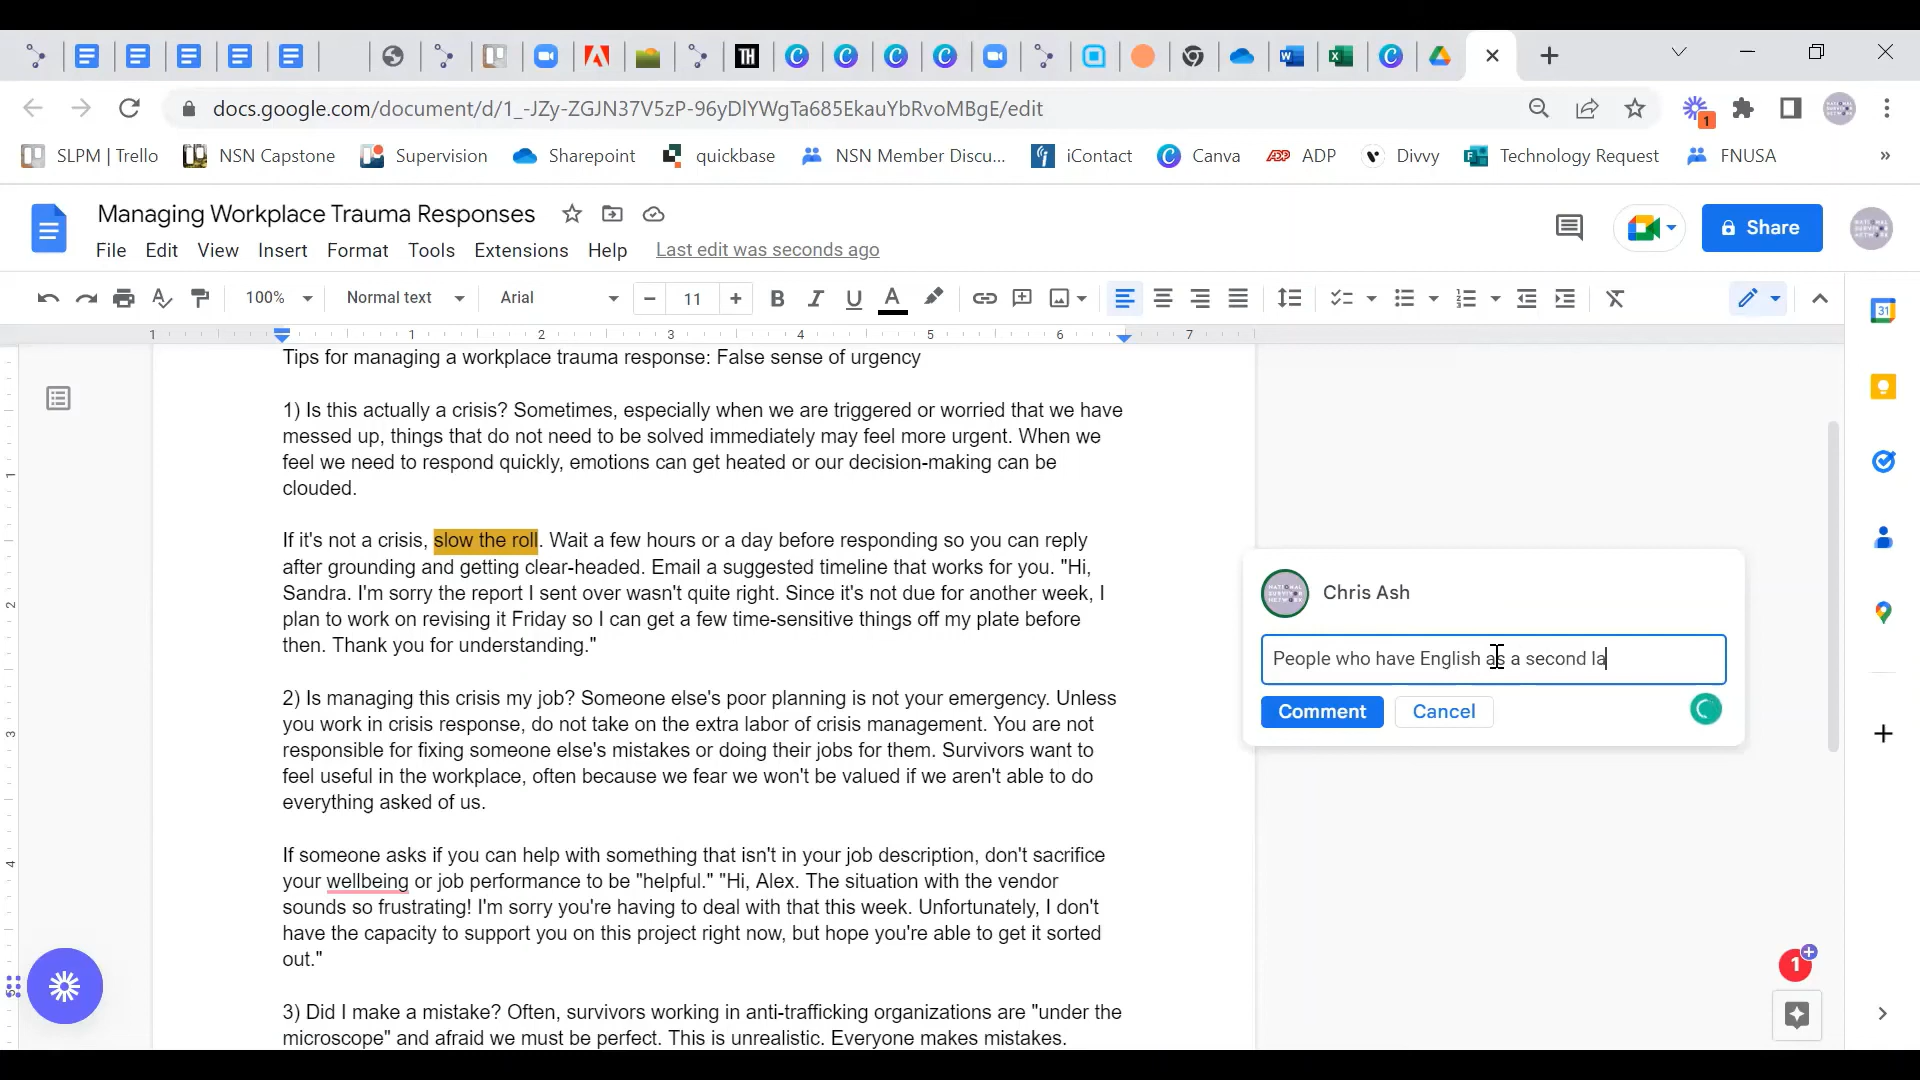 TH
docs.google.com/document/d/1_-JZy-ZGJN37V5zP-96yDlYWgTa685EkauYbRvoMBgE/edit
1
SLPM | Trello
NSN Capstone
Supervision
Sharepoint
quickbase
NSN Member Discu...
iContact
Canva
ADP
Divvy
Technology Request
FNUSA
»
Managing Workplace Trauma Responses
Share
File Edit View Insert Format Tools Extensions Help Last edit was seconds ago
100% Normal text Arial 11 B I U A
31
1 1 2 3 4 5 6 7
Tips for managing a workplace trauma response: False sense of urgency
1) Is this actually a crisis? Sometimes, especially when we are triggered or worried that we have
messed up, things that do not need to be solved immediately may feel more urgent. When we
feel we need to respond quickly, emotions can get heated or our decision-making can be
clouded.
If it's not a crisis, slow the roll. Wait a few hours or a day before responding so you can reply
after grounding and getting clear-headed. Email a suggested timeline that works for you. "Hi,
Sandra. I'm sorry the report I sent over wasn't quite right. Since it's not due for another week, I
plan to work on revising it Friday so I can get a few time-sensitive things off my plate before
then. Thank you for understanding."
2) Is managing this crisis my job? Someone else's poor planning is not your emergency. Unless
you work in crisis response, do not take on the extra labor of crisis management. You are not
responsible for fixing someone else's mistakes or doing their jobs for them. Survivors want to
feel useful in the workplace, often because we fear we won't be valued if we aren't able to do
everything asked of us.
If someone asks if you can help with something that isn't in your job description, don't sacrifice
your wellbeing or job performance to be "helpful." "Hi, Alex. The situation with the vendor
sounds so frustrating! I'm sorry you're having to deal with that this week. Unfortunately, I don't
have the capacity to support you on this project right now, but hope you're able to get it sorted
out."
3) Did I make a mistake? Often, survivors working in anti-trafficking organizations are "under the
microscope" and afraid we must be perfect. This is unrealistic. Everyone makes mistakes.
1
2
3
4
Chris Ash
People who have English as a second la
Comment Cancel
1